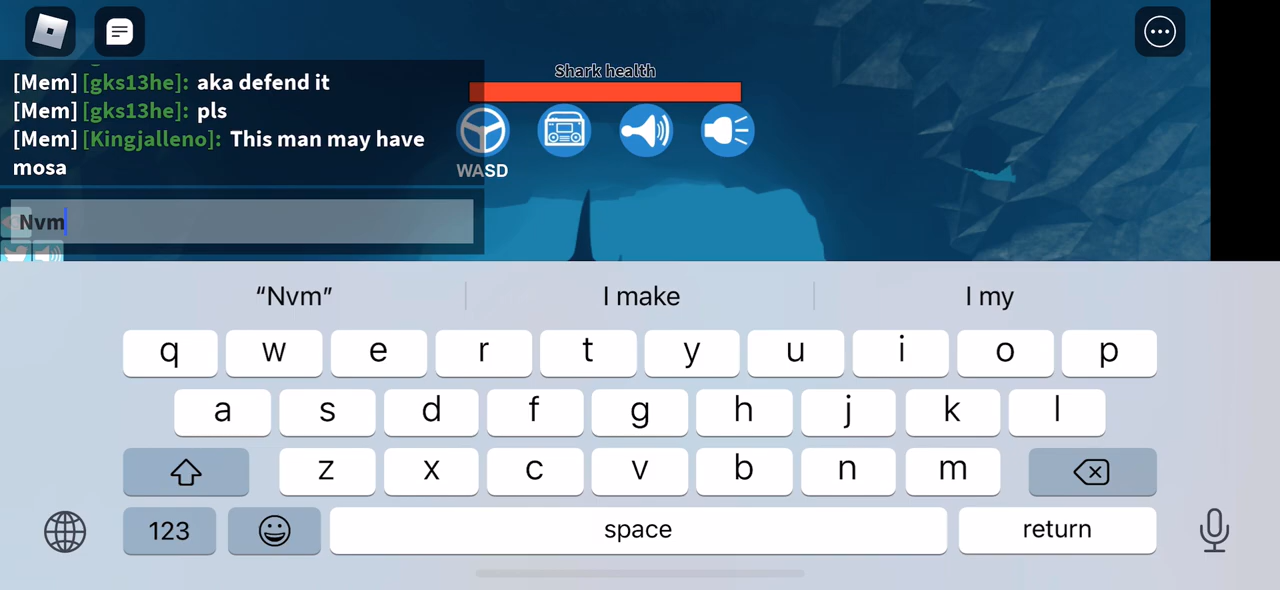 [Mem] [gks13he]: aka defend it
[Mem] [gks13he]: pls
[Mem] [Kingjalleno]: This man may have
mosa
Shark health
WASD
Nvm
“Nvm” I make I my
q w e r t y u i o p
a s d f g h j k l
z x c v b n m
123 space return